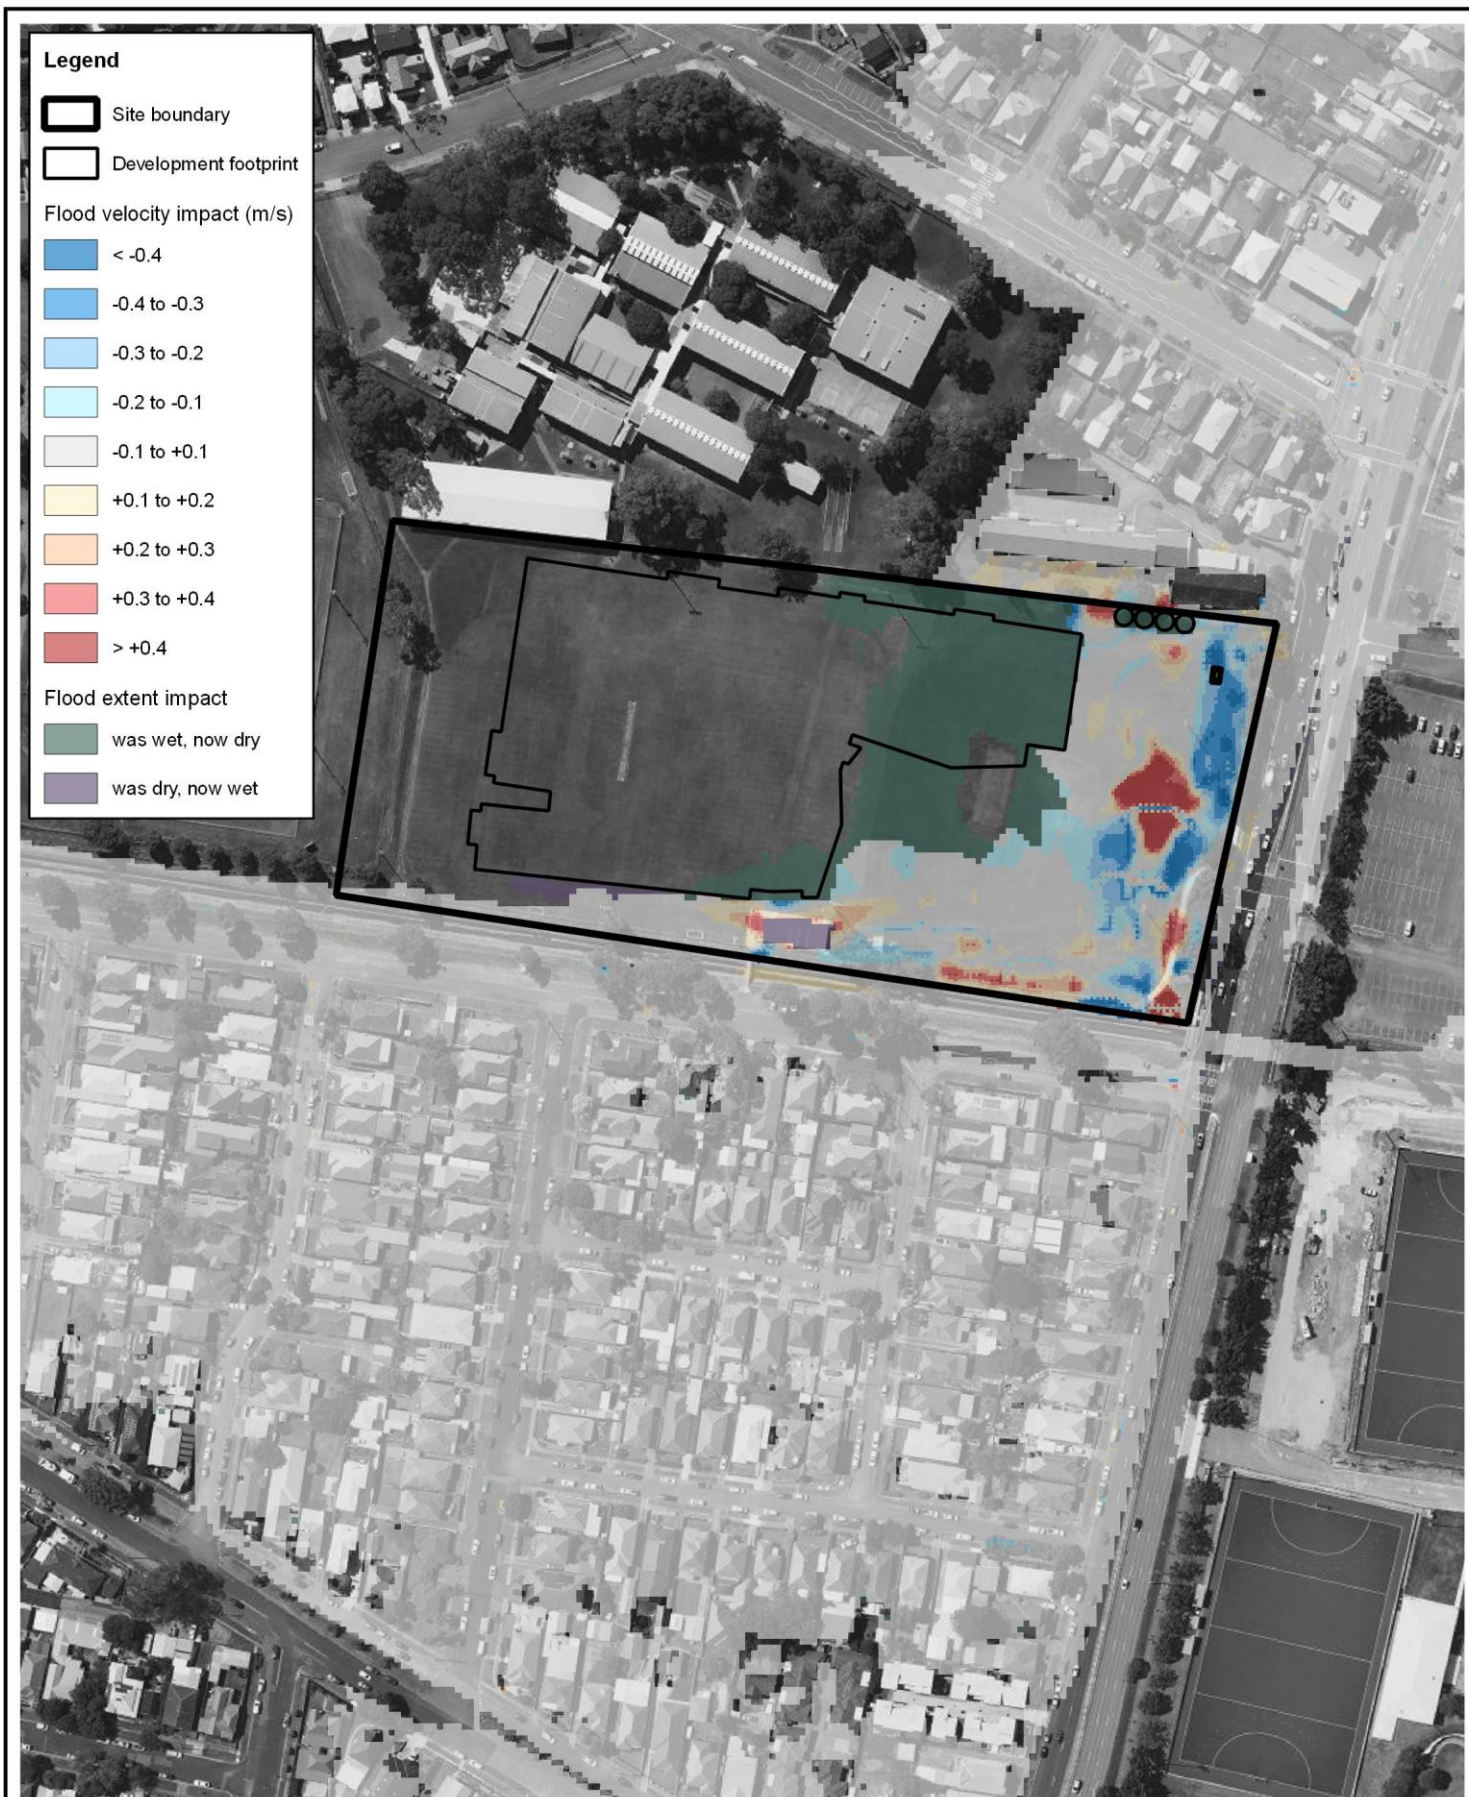 Legend
Site boundary
Development footprint
Flood velocity impact (m/s)
< -0.4
-0.4 to -0.3
-0.3 to -0.2
-0.2 to -0.1
-0.1 to +0.1
+0.1 to +0.2
+0.2 to +0.3
+0.3 to +0.4
> +0.4
Flood extent impact
was wet, now dry
was dry, now wet